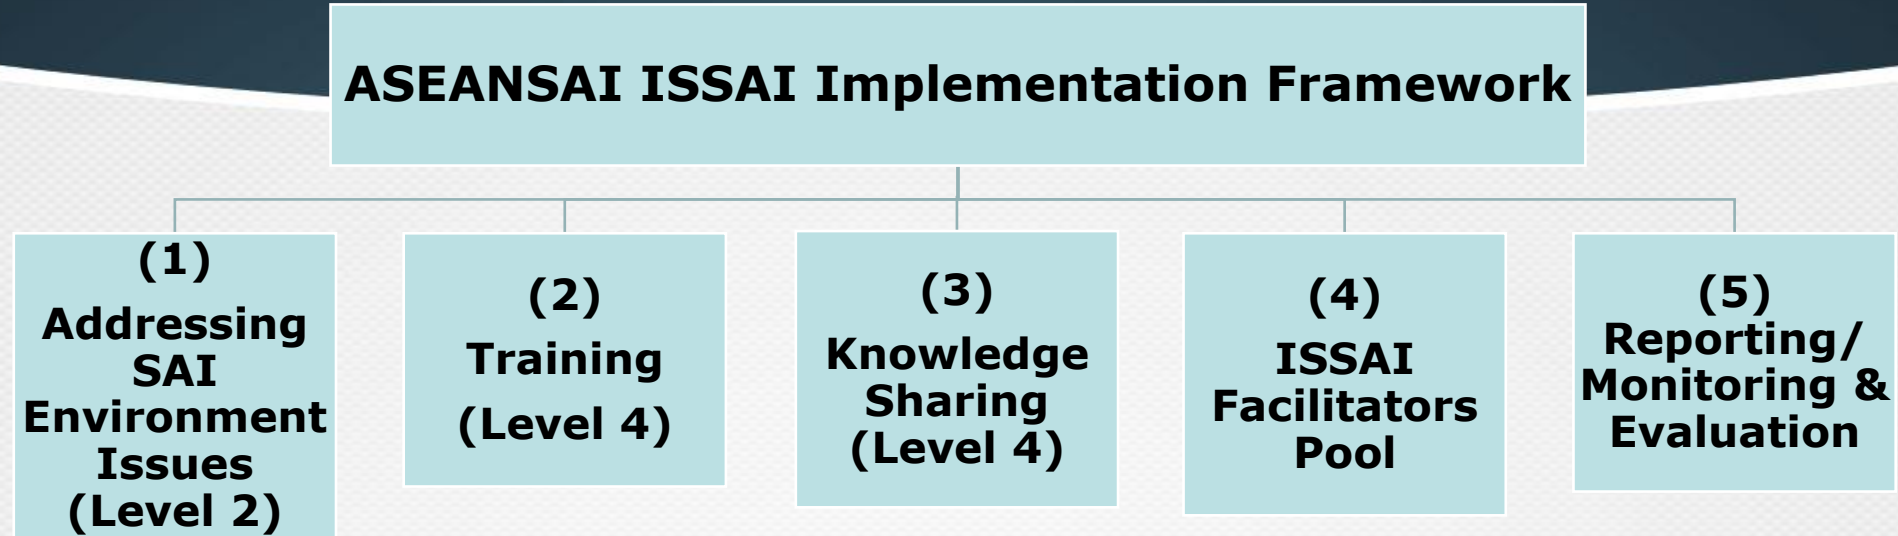 ASEANSAI ISSAI Implementation Framework
(1)
Addressing
SAI
Environment
Issues
(Level 2)
(2)
Training
(Level 4)
(3)
Knowledge
Sharing
(Level 4)
(4)
ISSAI
Facilitators
Pool
(5)
Reporting/
Monitoring &
Evaluation